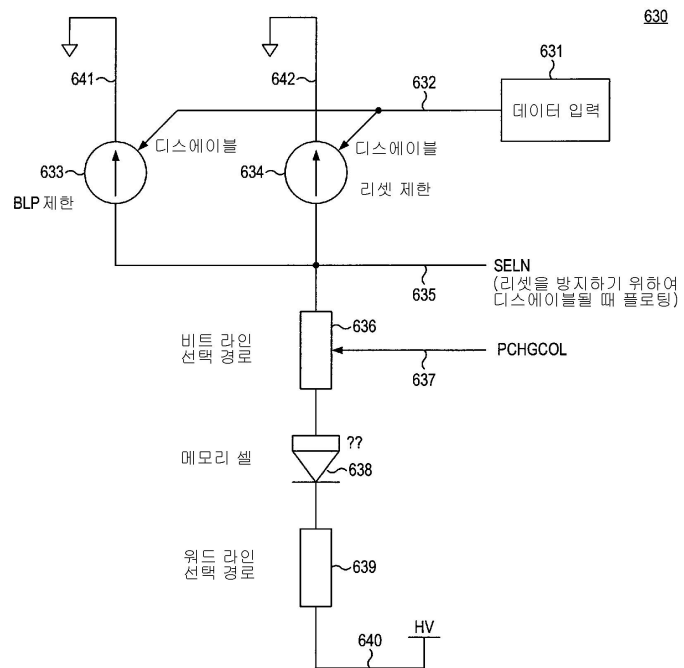 630
631
641
642
632
데이터 입력
디스에이블
디스에이블
633
634
BLP 제한
리셋 제한
SELN
(리셋을 방지하기 위하여
디스에이블될 때 플로팅)
635
636
비트 라인
선택 경로
PCHGCOL
637
??
메모리 셀
638
워드 라인
선택 경로
639
HV
640